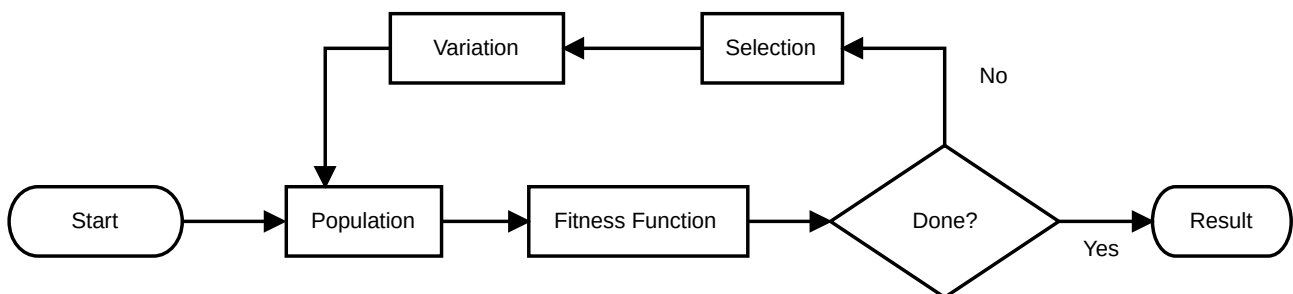 Variation
Selection
No
Start
Population
Fitness Function
Done?
Result
Yes